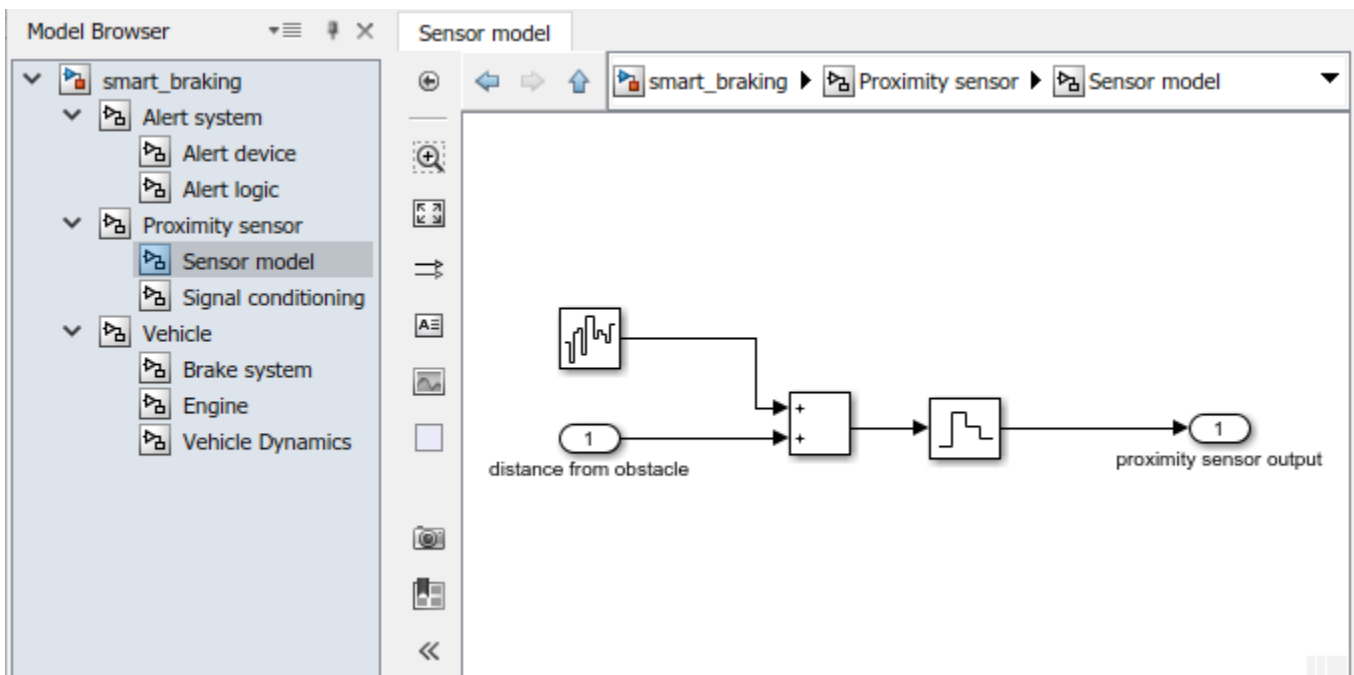 Model Browser
Sensor model
smart_braking
Alert system
Alert device
Alert logic
Proximity sensor
Sensor model
Signal conditioning
Vehicle
Brake system
Engine
Vehicle Dynamics
smart_braking Proximity sensor Sensor model
A
+
+
1
distance from obstacle
1
proximity sensor output